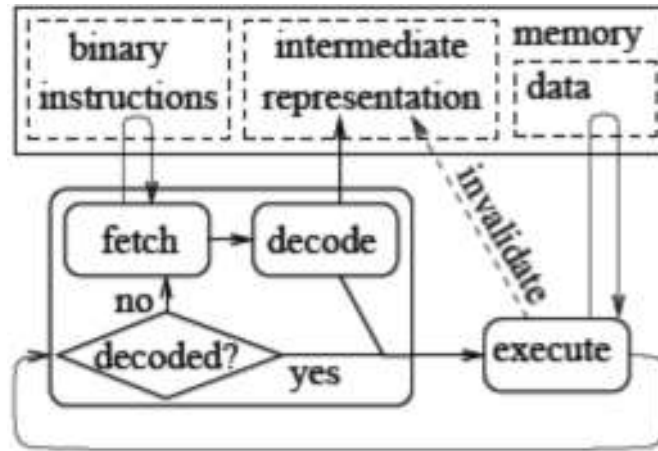 binary
instructions
intermediate
representation
memory
data
invalidate
fetch
decode
no
decoded?
yes
execute